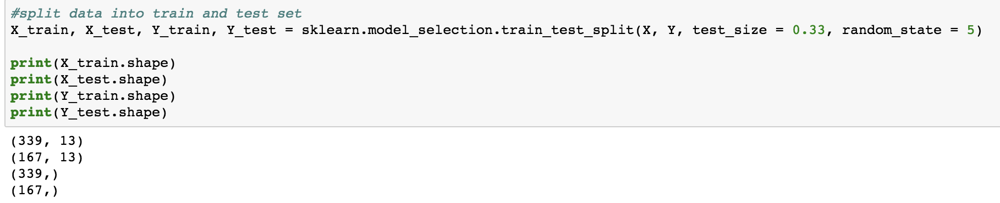 #split data into train and test set
X_train, X_test, Y_train, Y_test = sklearn.model_selection.train_test_split(X, Y, test_size = 0.33, random_state = 5)
print(X_train.shape)
print(X_test.shape)
print(Y_train.shape)
print(Y_test.shape)
(339, 13)
(167, 13)
(339,)
(167,)